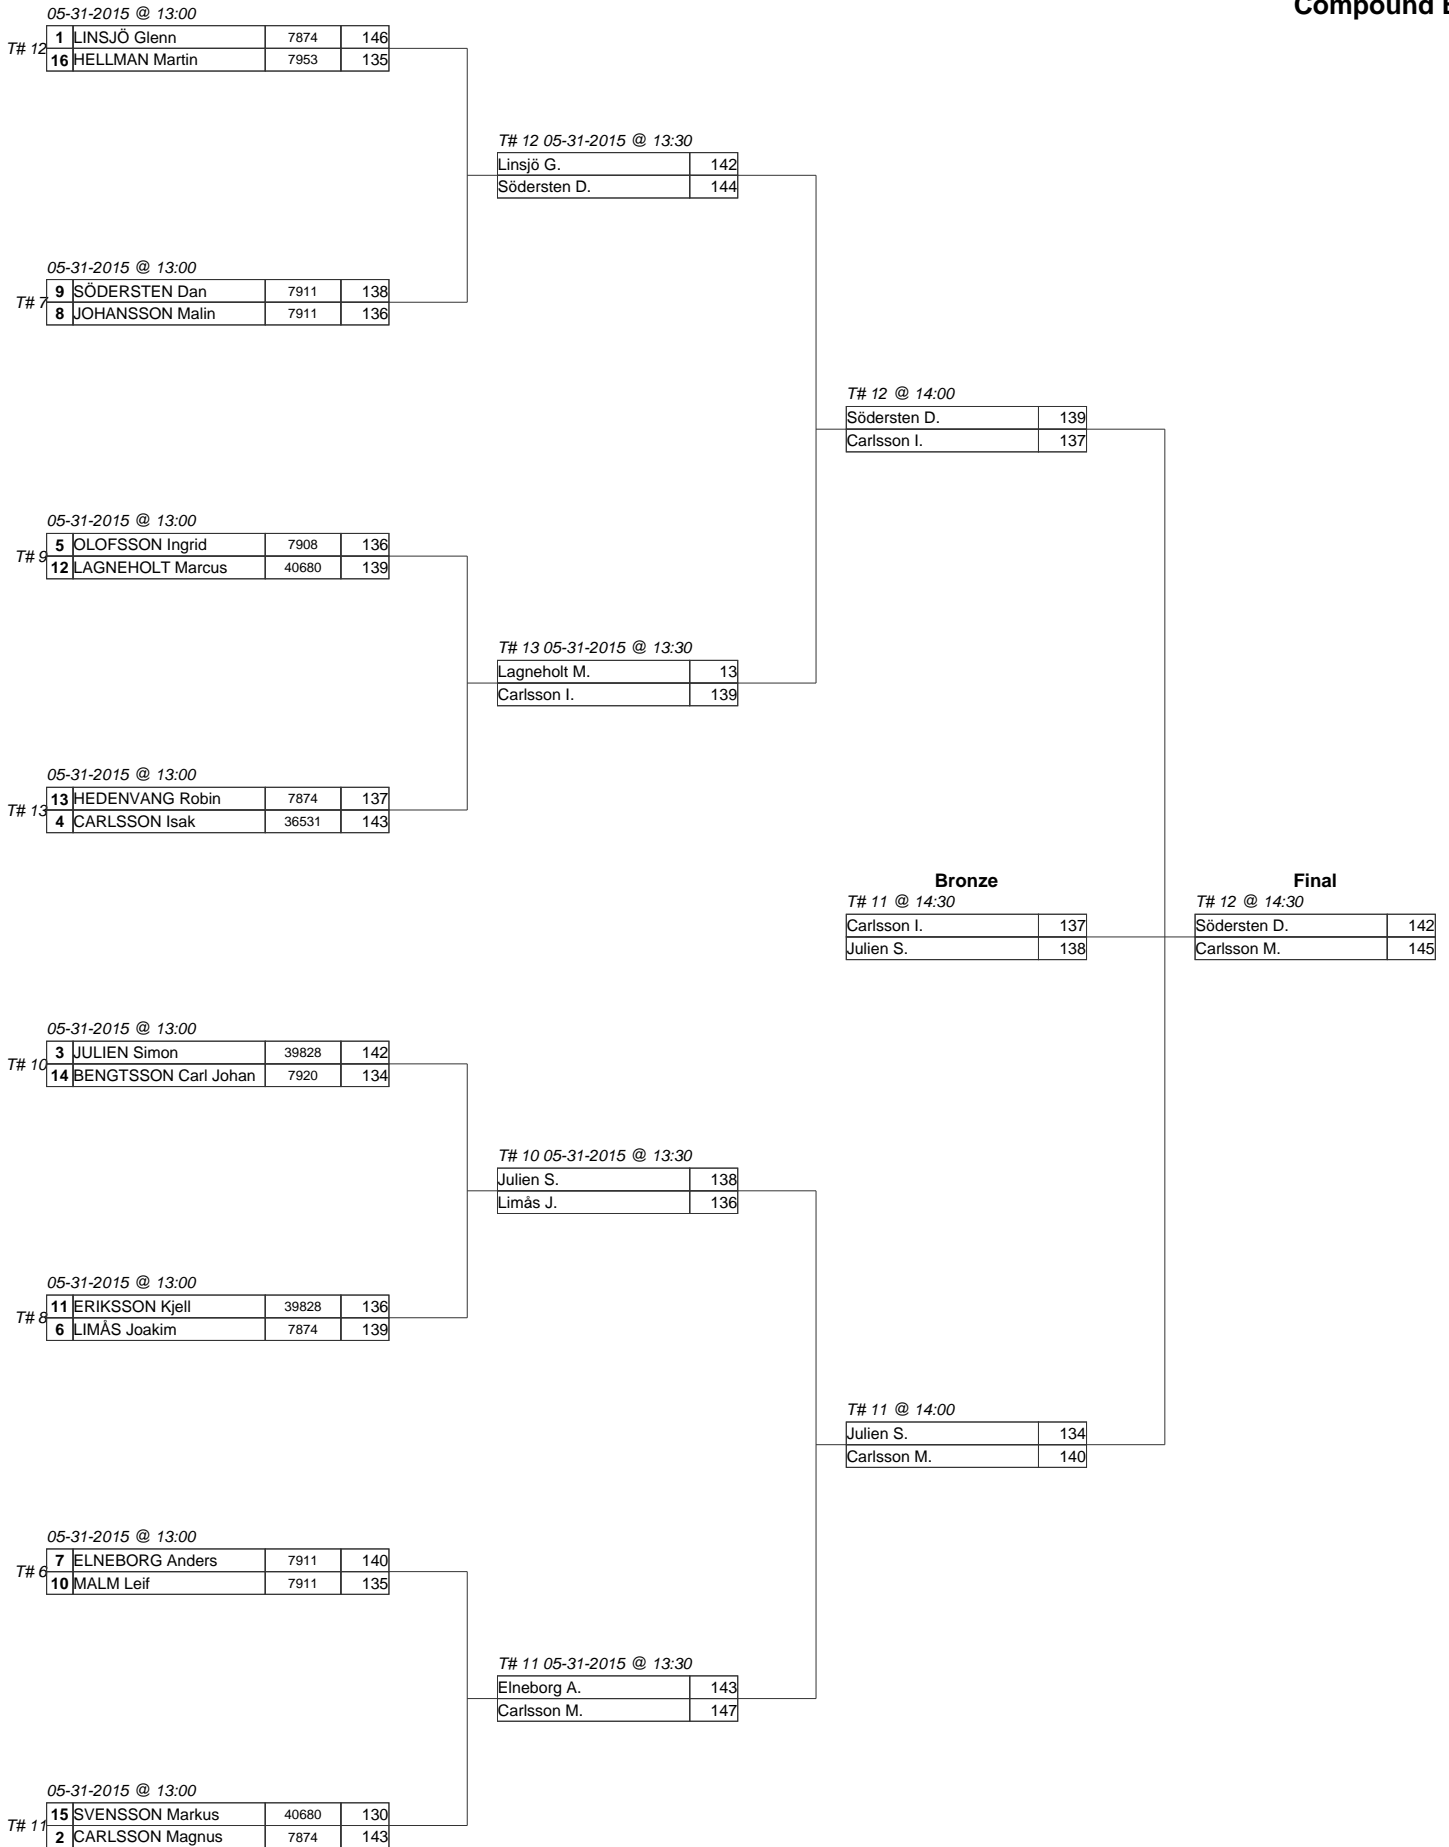 Compound B
05-31-2015 @ 13:00
T# 12
1 LINSJÖ Glenn 7874 146
16 HELLMAN Martin 7953 135
T# 12 05-31-2015 @ 13:30
Linsjö G. 142
Södersten D. 144
05-31-2015 @ 13:00
T# 7
9 SÖDERSTEN Dan 7911 138
8 JOHANSSON Malin 7911 136
T# 12 @ 14:00
Södersten D. 139
Carlsson I. 137
05-31-2015 @ 13:00
T# 9
5 OLOFSSON Ingrid 7908 136
12 LAGNEHOLT Marcus 40680 139
T# 13 05-31-2015 @ 13:30
Lagneholt M. 13
Carlsson I. 139
05-31-2015 @ 13:00
T# 13
13 HEDENVANG Robin 7874 137
4 CARLSSON Isak 36531 143
Bronze
T# 11 @ 14:30
Carlsson I. 137
Julien S. 138
Final
T# 12 @ 14:30
Södersten D. 142
Carlsson M. 145
05-31-2015 @ 13:00
T# 10
3 JULIEN Simon 39828 142
14 BENGTSSON Carl Johan 7920 134
T# 10 05-31-2015 @ 13:30
Julien S. 138
Limås J. 136
05-31-2015 @ 13:00
T# 8
11 ERIKSSON Kjell 39828 136
6 LIMÅS Joakim 7874 139
T# 11 @ 14:00
Julien S. 134
Carlsson M. 140
05-31-2015 @ 13:00
T# 6
7 ELNEBORG Anders 7911 140
10 MALM Leif 7911 135
T# 11 05-31-2015 @ 13:30
Elneborg A. 143
Carlsson M. 147
05-31-2015 @ 13:00
T# 11
15 SVENSSON Markus 40680 130
2 CARLSSON Magnus 7874 143